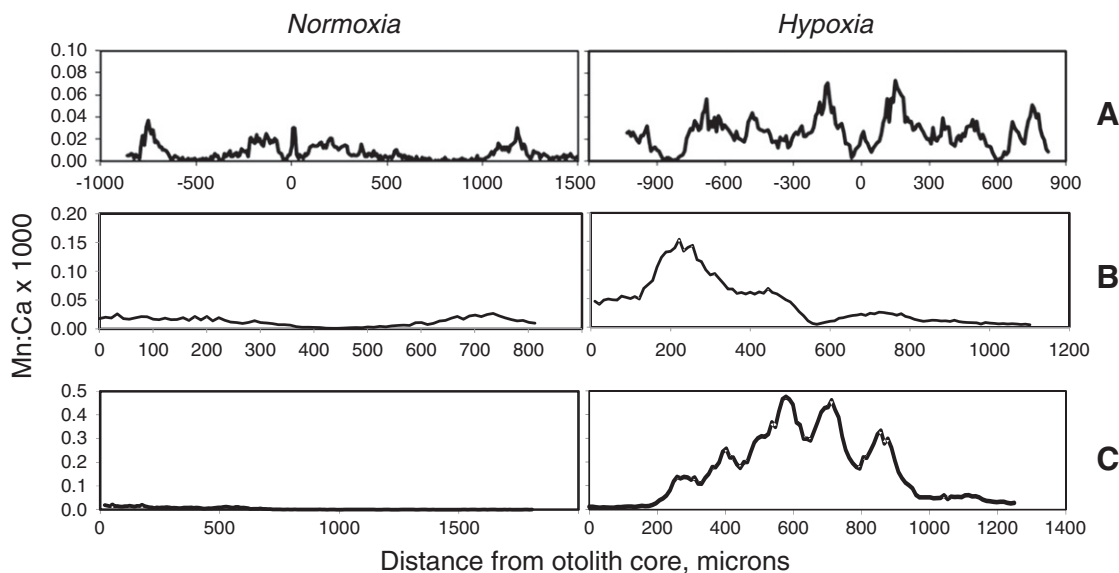 Normoxia Hypoxia
0.10
0.08
0.06
0.04
0.02
0.00
-1000 -500 0 500 1000 1500 -900 -600 -300 0 300 600 900
A
0.20
0.15
0.10
0.05
0.00
0 100 200 300 400 500 600 700 800 0 200 400 600 800 1000 1200
B
Mn:Ca x 1000
0.5
0.4
0.3
0.2
0.1
0.0
0 500 1000 1500 0 200 400 600 800 1000 1200 1400
C
Distance from otolith core, microns